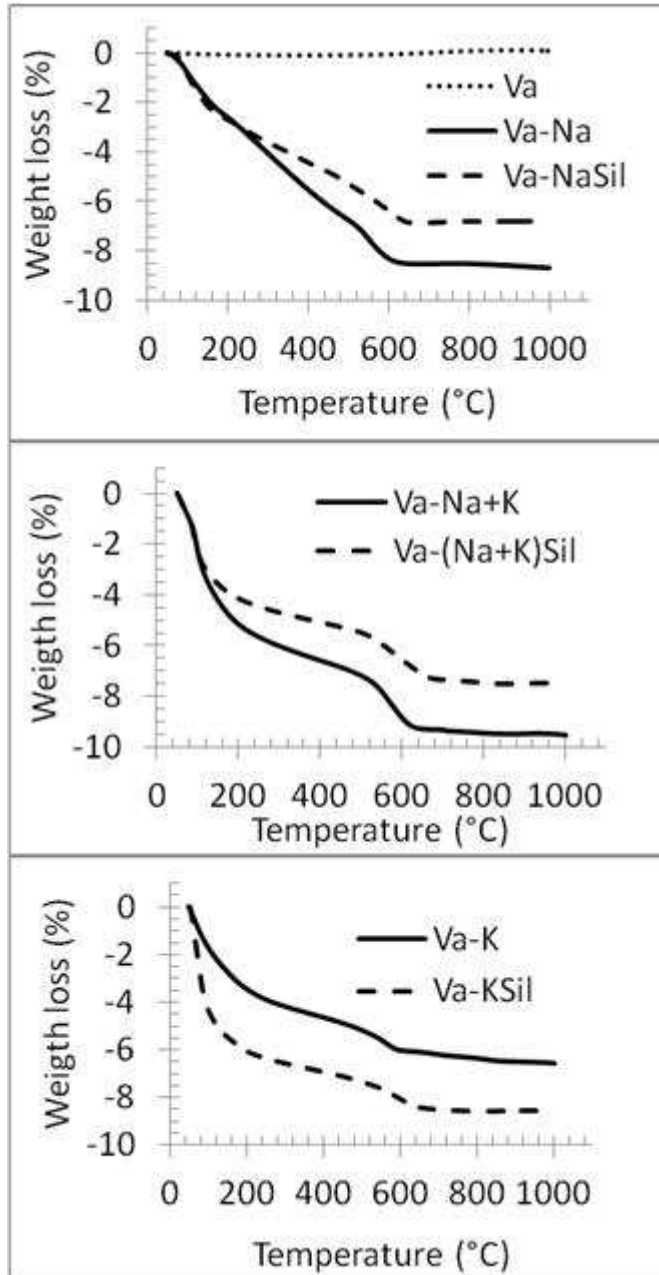 Weight loss (%)
0
-2
-4
-6
-8
-10
Va
Va-Na
Va-NaSil
0 200 400 600 800 1000
Temperature (°C)
Weigth loss (%)
0
-2
-4
-6
-8
-10
Va-Na+K
Va-(Na+K)Sil
0 200 400 600 800 1000
Temperature (°C)
Weigth loss (%)
0
-2
-4
-6
-8
-10
Va-K
Va-KSil
0 200 400 600 800 1000
Temperature (°C)